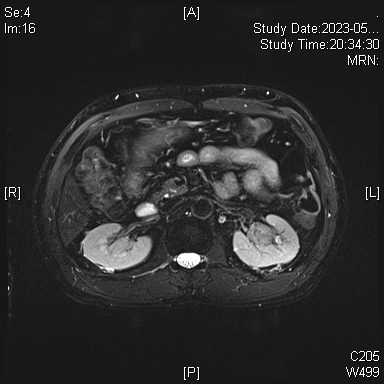 Se:4
Im:16
[A]
.
Study Date:2023-05...
Study Time:20:34:30
MRN:
[R]
[L]
[P]
C205
W499